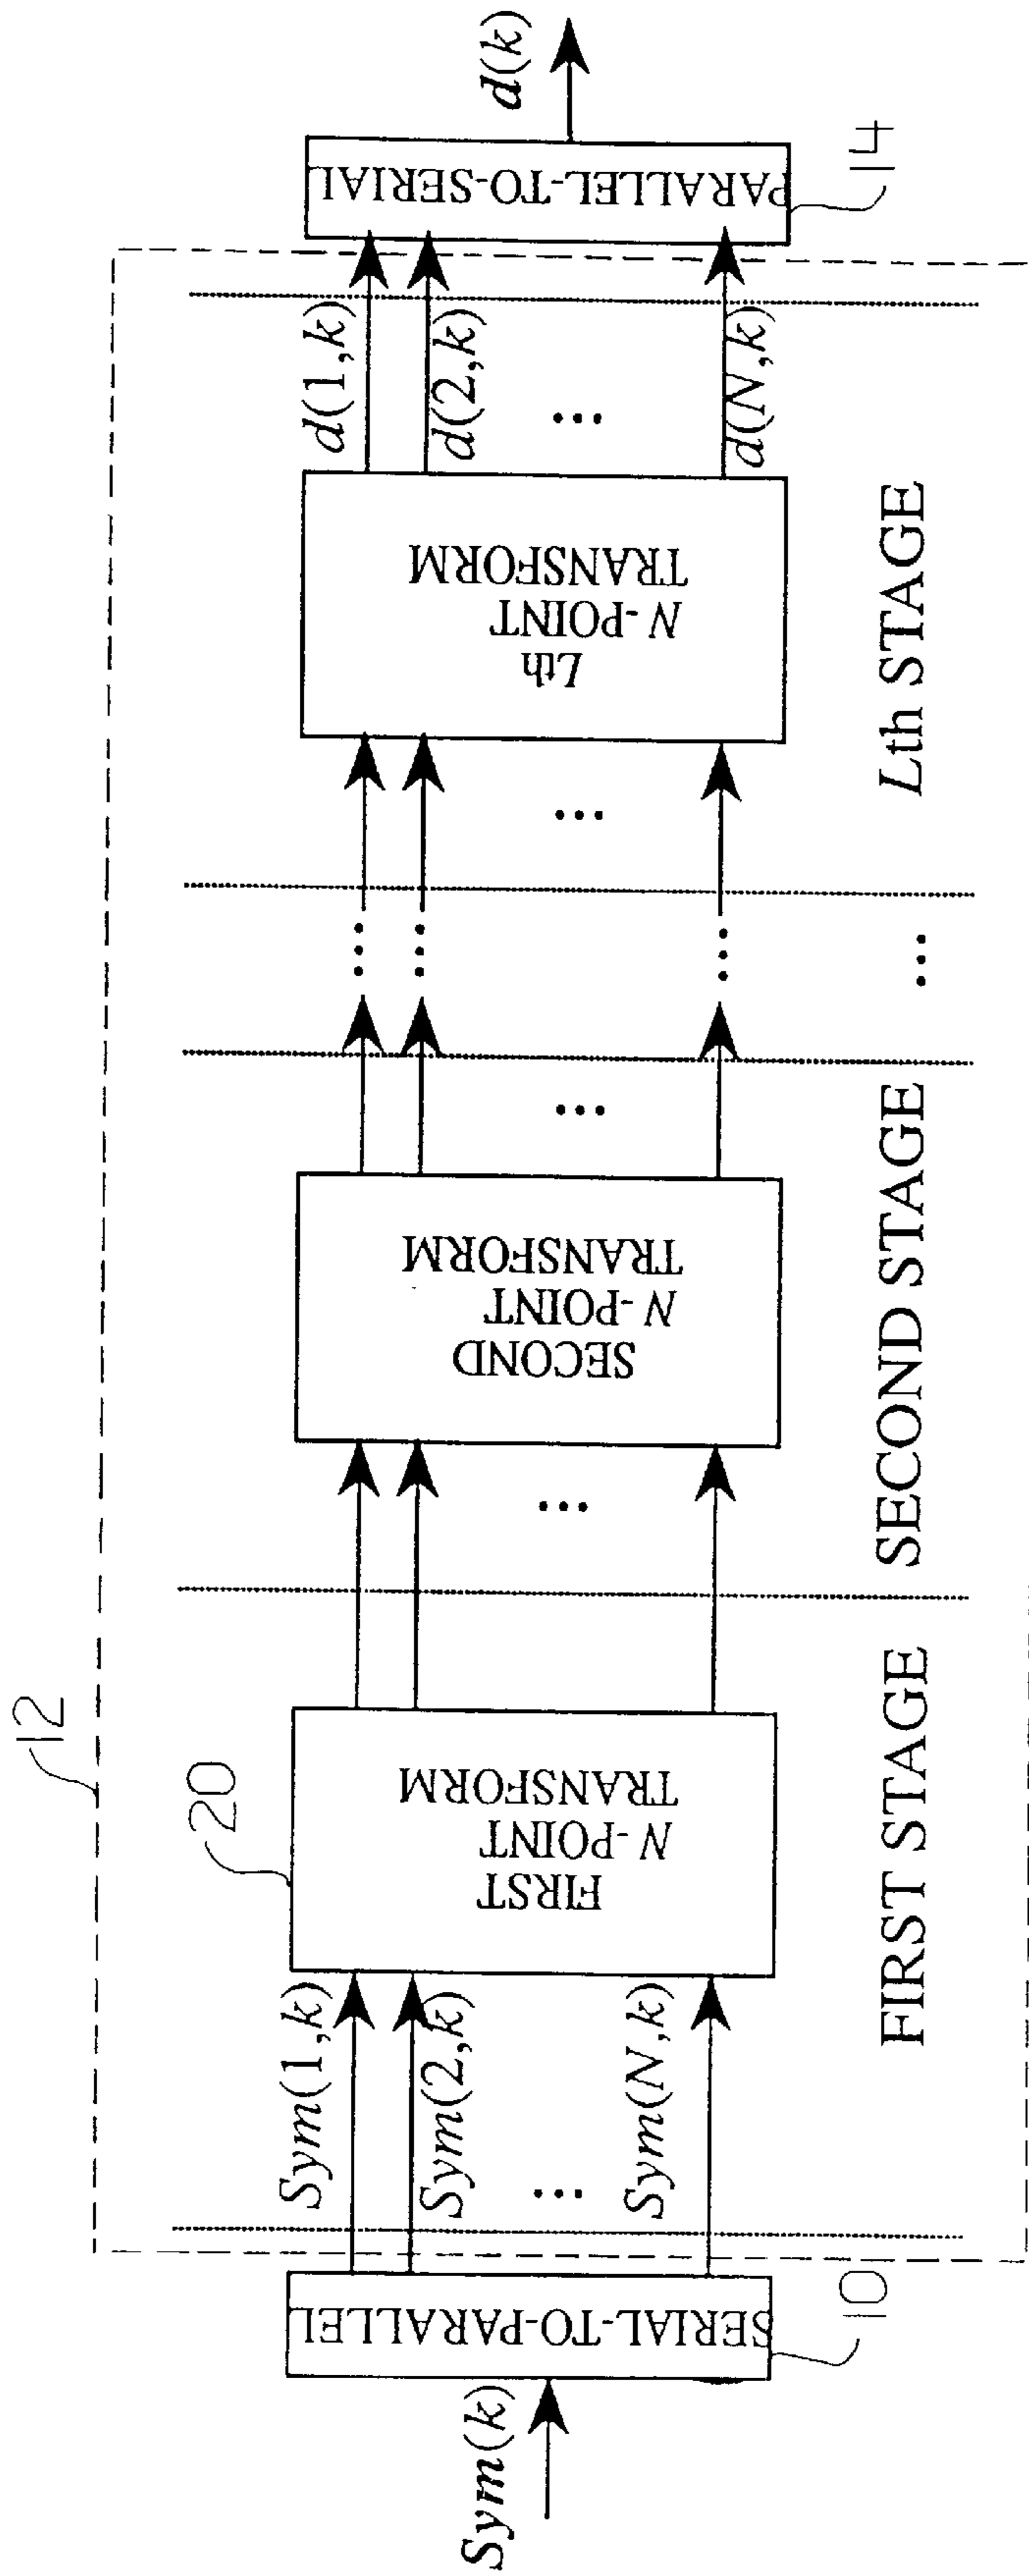 12
20
Sym(k)
SERIAL-TO-PARALLEL
10
Sym(1,k)
Sym(2,k)
...
Sym(N,k)
FIRST
N-POINT
TRANSFORM
FIRST STAGE
...
SECOND
N-POINT
TRANSFORM
...
SECOND STAGE
...
...
...
...
...
Lth
N-POINT
TRANSFORM
Lth STAGE
d(1,k)
d(2,k)
...
d(N,k)
PARALLEL-TO-SERIAL
14
d(k)